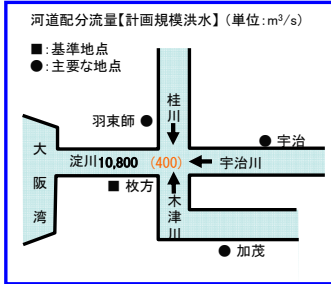 河道配分流量【計画規模洪水】(単位:m³/s)
■:基準地点
●:主要な地点
桂川
羽束師 ●
● 宇治
大阪湾
淀川10,800 (400)
宇治川
■ 枚方
木津川
● 加茂